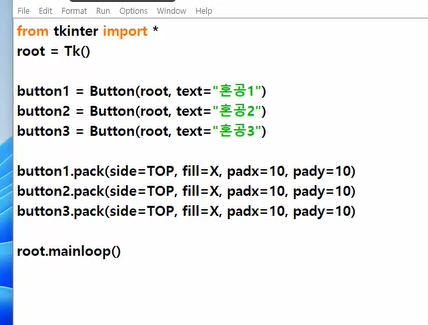 File Edit Format Run Options Window Help
from tkinter import *
root = Tk()
button1 = Button(root, text="혼공1")
button2 = Button(root, text="혼공2")
button3 = Button(root, text="혼공3")
button1.pack(side=TOP, fill=X, padx=10, pady=10)
button2.pack(side=TOP, fill=X, padx=10, pady=10)
button3.pack(side=TOP, fill=X, padx=10, pady=10)
root.mainloop()